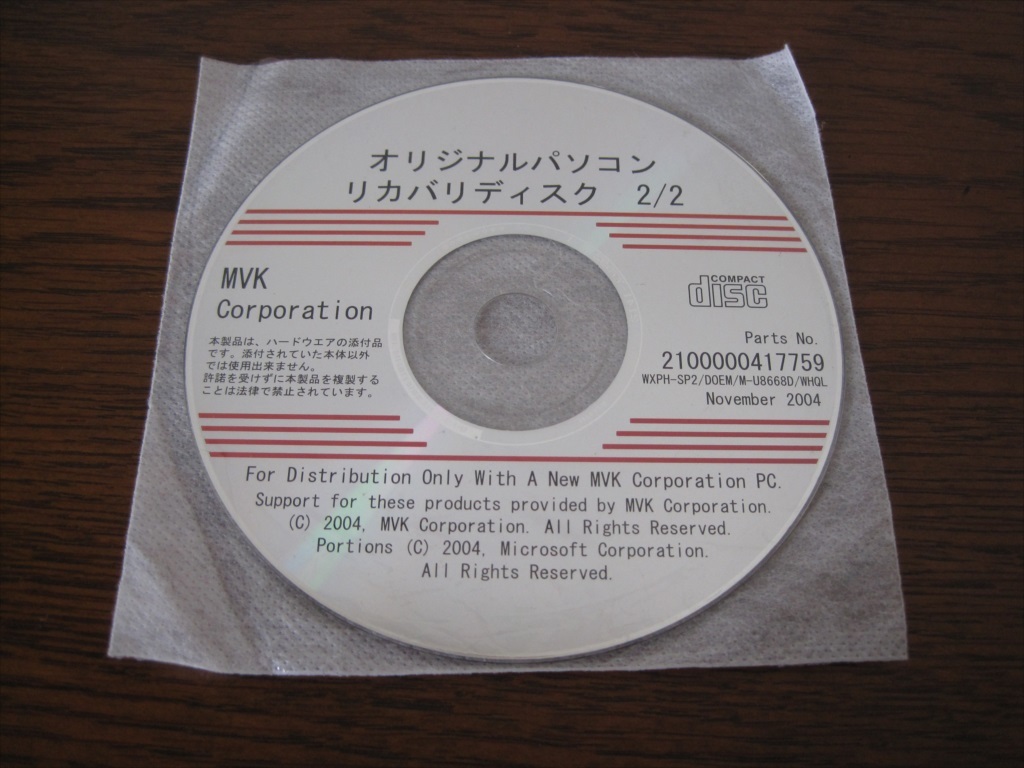 オリジナルパソコン
リカバリディスク 2/2
MVK
Corporation
本製品は、ハードウエアの添付品
です。添付されていた本体以外
では使用出来ません。
許諾を受けずに本製品を複製する
ことは法律で禁止されています。
COMPACT
disc
Parts No.
2100000417759
WXPH-SP2/DOEM/M-U8668D/WHQL
November 2004
For Distribution Only With A New MVK Corporation PC.
Support for these products provided by MVK Corporation.
(C) 2004, MVK Corporation. All Rights Reserved.
Portions (C) 2004, Microsoft Corporation.
All Rights Reserved.